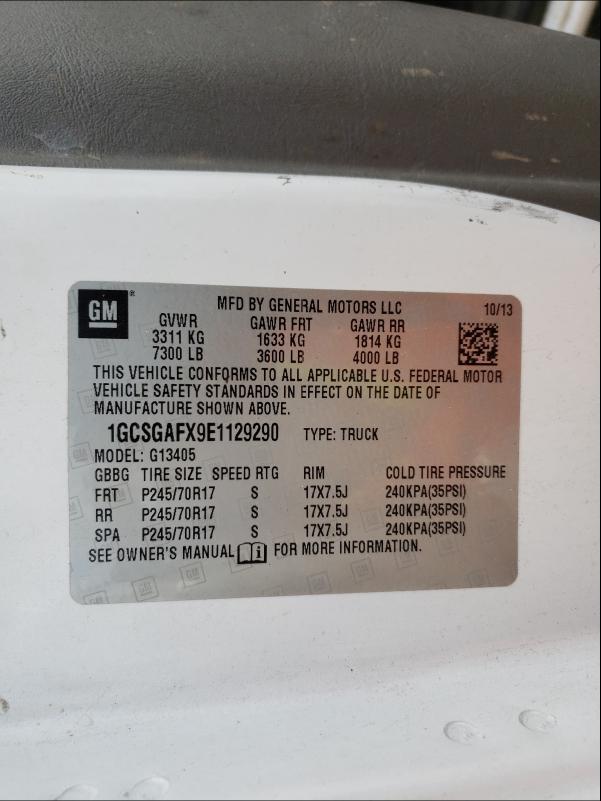 GM ®
MFD BY GENERAL MOTORS LLC 10/13
GVWR GAWR FRT GAWR RR
3311 KG 1633 KG 1814 KG
7300 LB 3600 LB 4000 LB
THIS VEHICLE CONFORMS TO ALL APPLICABLE U.S. FEDERAL MOTOR
VEHICLE SAFETY STANDARDS IN EFFECT ON THE DATE OF
MANUFACTURE SHOWN ABOVE.
1GCSGAFX9E1129290 TYPE: TRUCK
MODEL: G13405
GBBG TIRE SIZE SPEED RTG RIM COLD TIRE PRESSURE
FRT P245/70R17 S 17X7.5J 240KPA(35PSI)
RR P245/70R17 S 17X7.5J 240KPA(35PSI)
SPA P245/70R17 S 17X7.5J 240KPA(35PSI)
SEE OWNER'S MANUAL i FOR MORE INFORMATION.